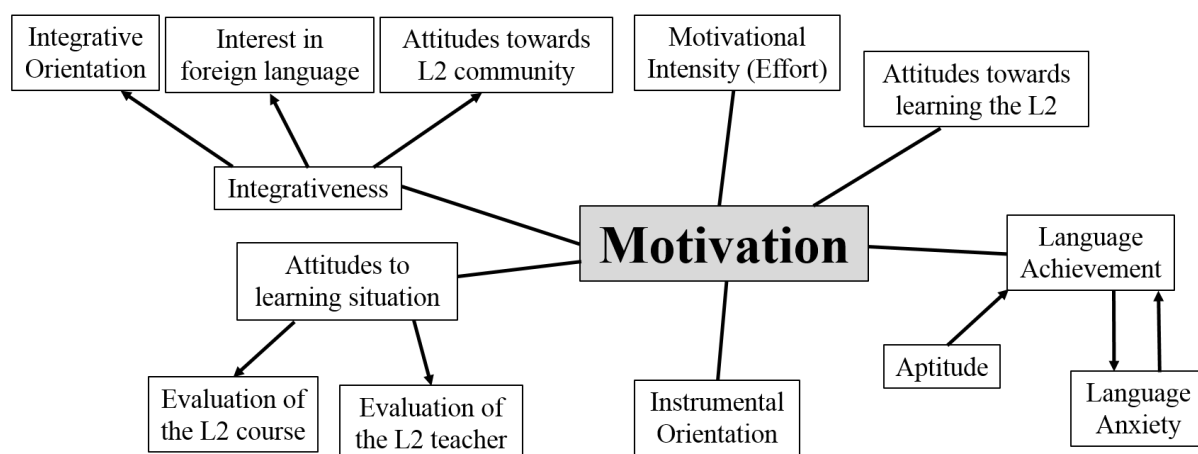 Integrative
Orientation
Interest in
foreign language
Attitudes towards
L2 community
Motivational
Intensity (Effort)
Attitudes towards
learning the L2
Integrativeness
Motivation
Language
Achievement
Attitudes to
learning situation
Aptitude
Evaluation of
the L2 course
Evaluation of
the L2 teacher
Instrumental
Orientation
Language
Anxiety